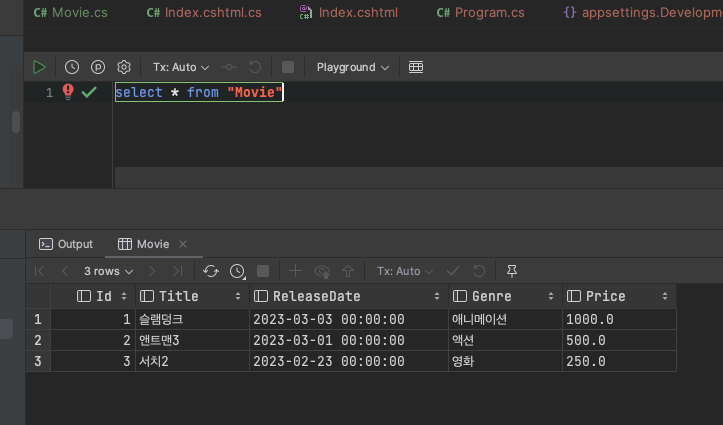 C# Movie.cs C# Index.cshtml.cs Index.cshtml C# Program.cs {} appsettings.Developm
Tx: Auto Playground
1 select * from "Movie"
Output Movie
3 rows Tx: Auto
Id Title ReleaseDate Genre Price
1 1 슬램덩크 2023-03-03 00:00:00 애니메이션 1000.0
2 2 앤트맨3 2023-03-01 00:00:00 액션 500.0
3 3 서치2 2023-02-23 00:00:00 영화 250.0